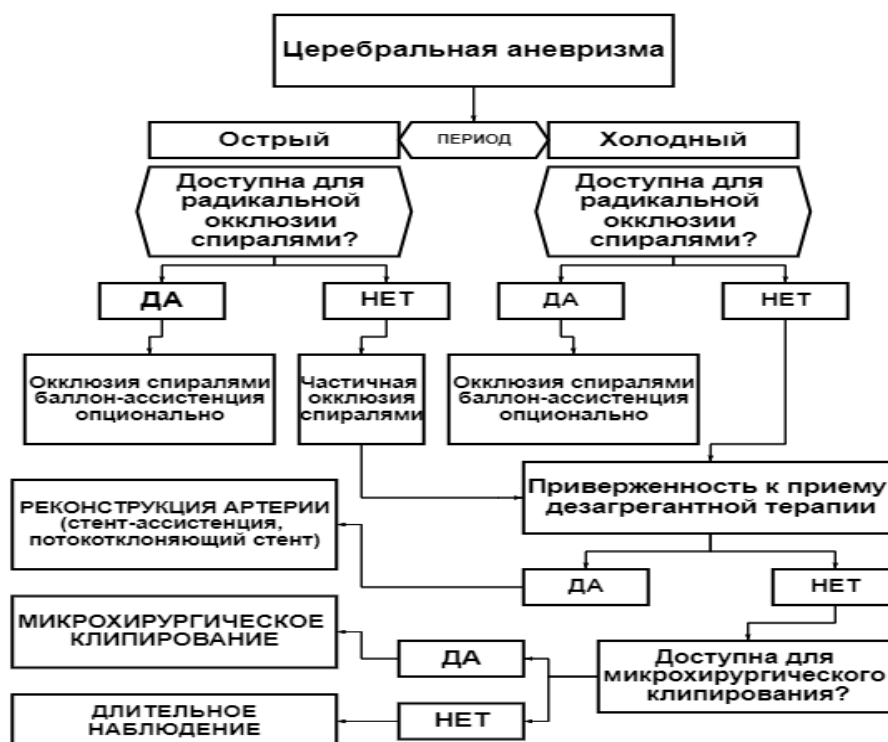 Церебральная аневризма
Острый
ПЕРИОД
Холодный
Доступна для
радикальной
окклюзии
спиралями?
Доступна для
радикальной
окклюзии
спиралями?
ДА
НЕТ
ДА
НЕТ
Окклюзия спиралями
баллон-ассистенция
опционально
Частичная
окклюзия
спиралями
Окклюзия спиралями
баллон-ассистенция
опционально
Приверженность к приему
дезагрегантной терапии
РЕКОНСТРУКЦИЯ АРТЕРИИ
(стент-ассистенция,
потокотклоняющий стент)
ДА
НЕТ
МИКРОХИРУРГИЧЕСКОЕ
КЛИПИРОВАНИЕ
ДА
Доступна для
микрохирургического
клипирования?
ДЛИТЕЛЬНОЕ
НАБЛЮДЕНИЕ
НЕТ